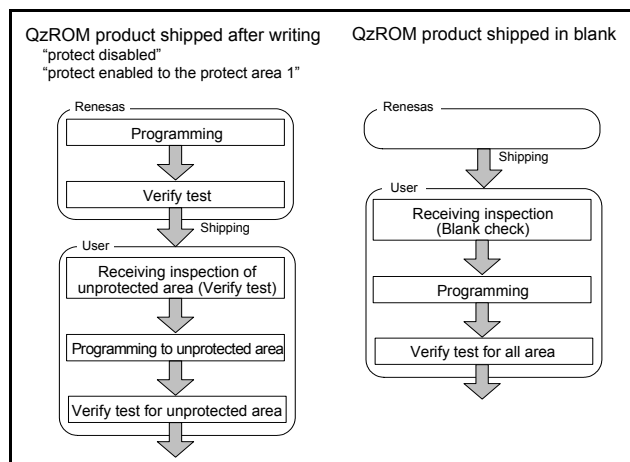 QzROM product shipped after writing
“protect disabled”
“protect enabled to the protect area 1”
Renesas
Programming
Verify test
Shipping
User
Receiving inspection of
unprotected area (Verify test)
Programming to unprotected area
Verify test for unprotected area
QzROM product shipped in blank
Renesas
Shipping
User
Receiving inspection
(Blank check)
Programming
Verify test for all area